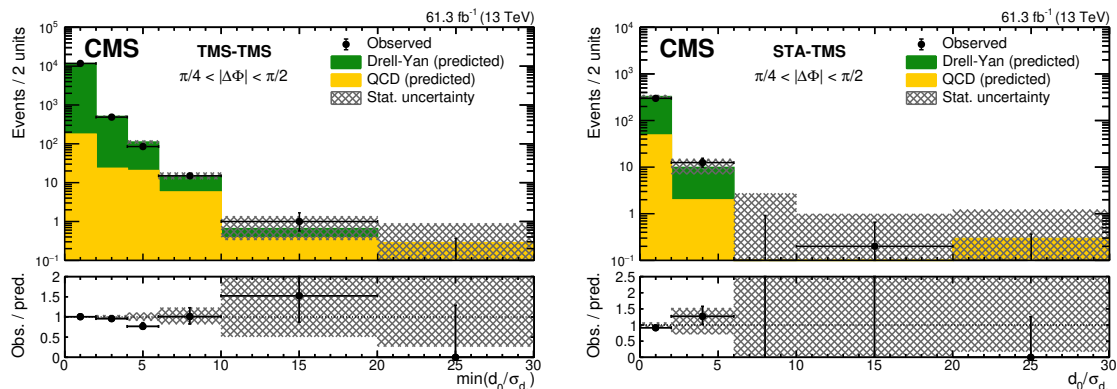 61.3 fb⁻¹ (13 TeV)
CMS
TMS-TMS
π/4 < |ΔΦ| < π/2
Observed
Drell-Yan (predicted)
QCD (predicted)
Stat. uncertainty
Events / 2 units
10⁵
10⁴
10³
10²
10
1
10⁻¹
Obs. / pred.
2
1.5
1
0.5
0
0 5 10 15 20 25 30
min(d₀/σ_d)
61.3 fb⁻¹ (13 TeV)
CMS
STA-TMS
π/4 < |ΔΦ| < π/2
Observed
Drell-Yan (predicted)
QCD (predicted)
Stat. uncertainty
Events / 2 units
10⁴
10³
10²
10
1
10⁻¹
Obs. / pred.
2.5
2
1.5
1
0.5
0
0 5 10 15 20 25 30
d₀/σ_d